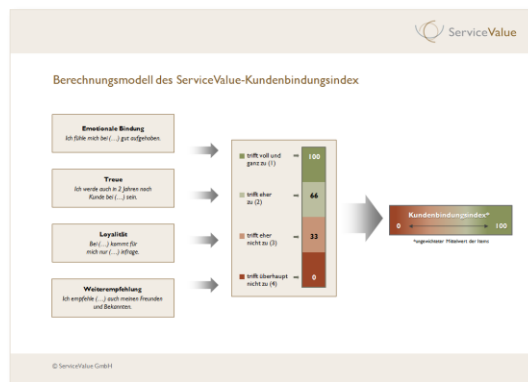 ServiceValue
Berechnungsmodell des ServiceValue-Kundenbindungsindex
Emotionale Bindung
Ich fühle mich bei (…) gut aufgehoben.
Treue
Ich werde auch in 2 Jahren noch
Kunde bei (…) sein.
Loyalität
Bei (…) kommt für
mich nur (…) infrage.
Weiterempfehlung
Ich empfehle (…) auch meinen Freunden
und Bekannten.
trifft voll und
ganz zu (1)
100
trifft eher
zu (2)
66
trifft eher
nicht zu (3)
33
trifft überhaupt
nicht zu (4)
0
Kundenbindungsindex*
0 100
*ungewichteter Mittelwert der Items
© ServiceValue GmbH